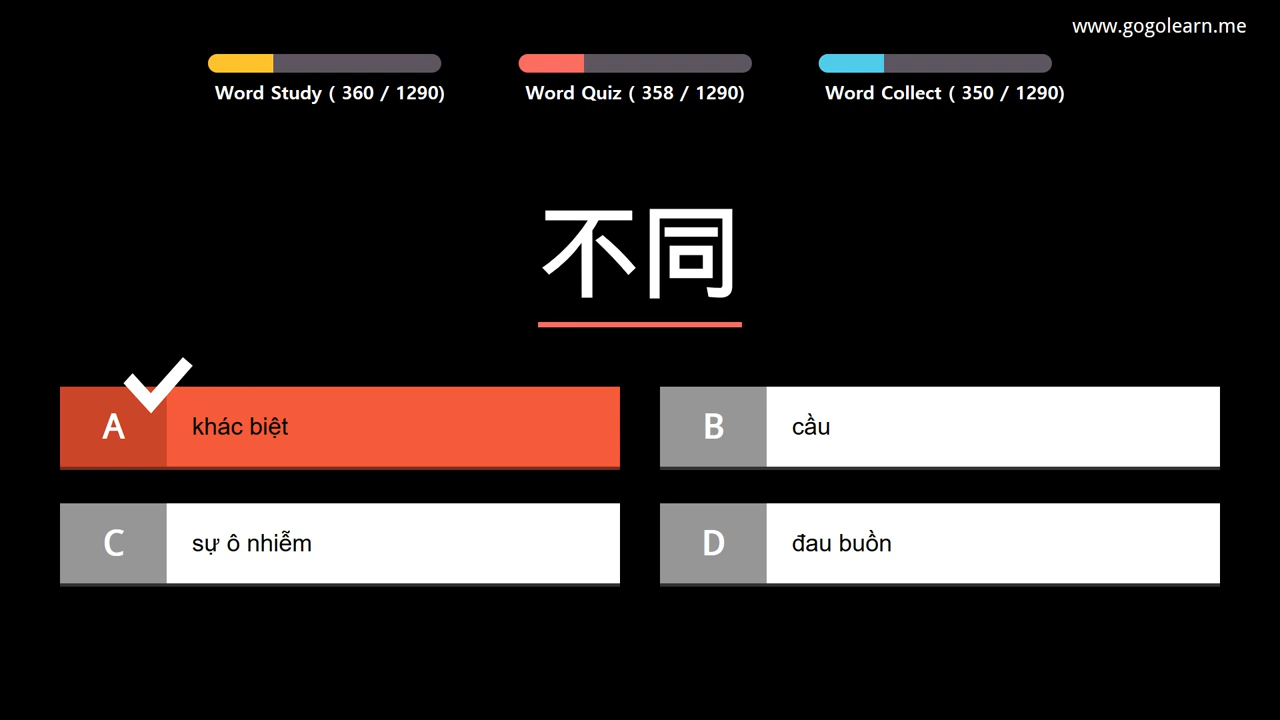 www.gogolearn.me
Word Study ( 360 / 1290)
Word Quiz ( 358 / 1290)
Word Collect ( 350 / 1290)
不同
A khác biệt
B cầu
C sự ô nhiễm
D đau buồn